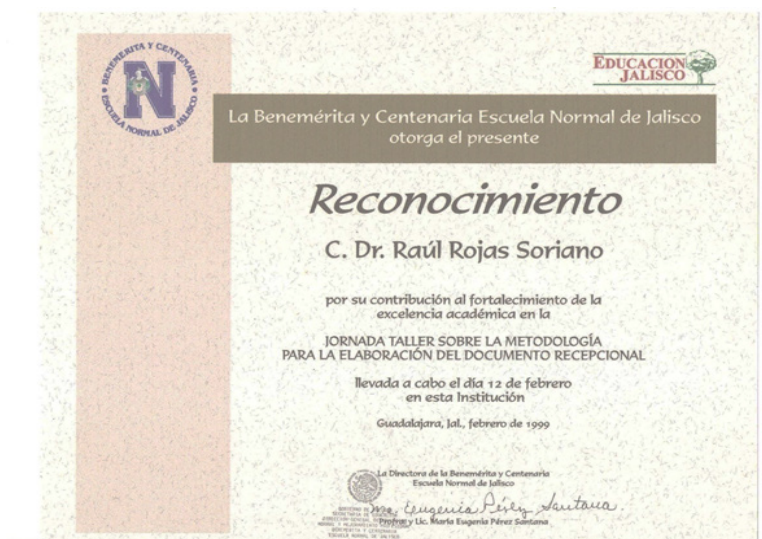 BENEMERITA Y CENTENARIA
ESCUELA NORMAL DE JALISCO
N
EDUCACION
JALISCO
La Benemérita y Centenaria Escuela Normal de Jalisco
otorga el presente
Reconocimiento
C. Dr. Raúl Rojas Soriano
por su contribución al fortalecimiento de la
excelencia académica en la
JORNADA TALLER SOBRE LA METODOLOGÍA
PARA LA ELABORACIÓN DEL DOCUMENTO RECEPCIONAL
llevada a cabo el día 12 de febrero
en esta Institución
Guadalajara, Jal., febrero de 1999
La Directora de la Benemérita y Centenaria
Escuela Normal de Jalisco
Ma. Eugenia Pérez Santana
Profra. y Lic. María Eugenia Pérez Santana